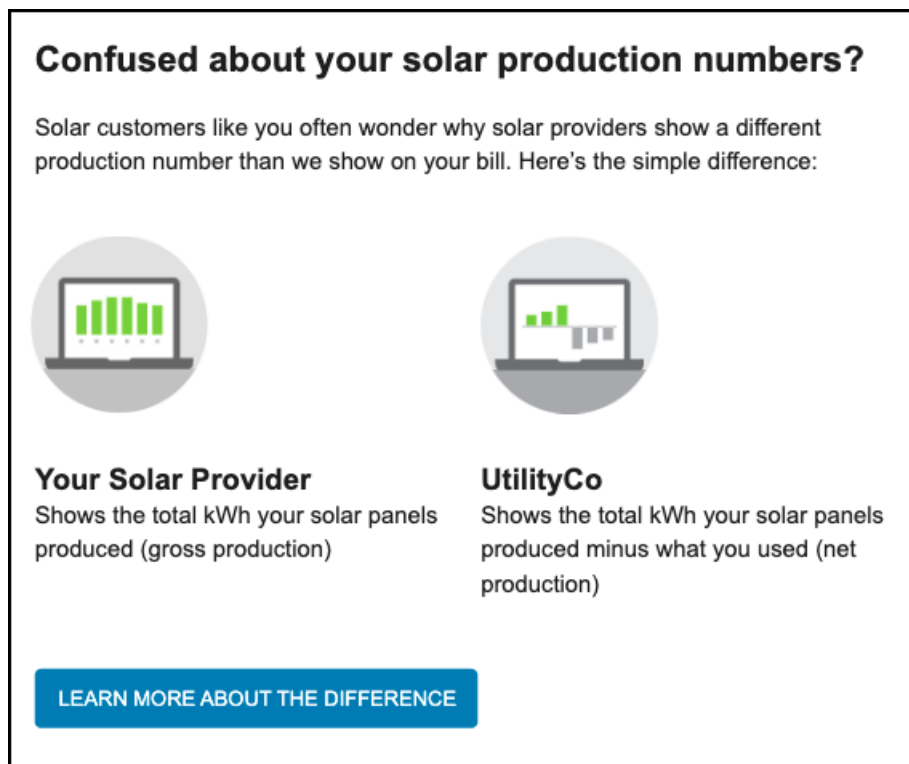 Confused about your solar production numbers?
Solar customers like you often wonder why solar providers show a different
production number than we show on your bill. Here’s the simple difference:
Your Solar Provider
Shows the total kWh your solar panels
produced (gross production)
UtilityCo
Shows the total kWh your solar panels
produced minus what you used (net
production)
LEARN MORE ABOUT THE DIFFERENCE